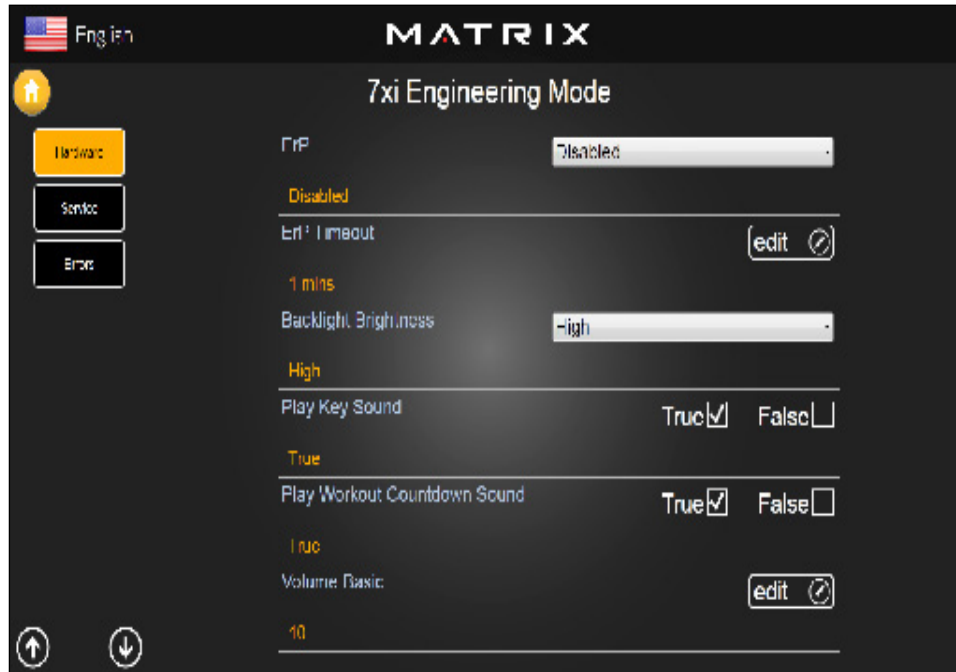 English
MATRIX
7xi Engineering Mode
Hardware
Service
Errors
ErP
Disabled
Disabled
ErP Timeout
edit
1 mins
Backlight Brightness
High
High
Play Key Sound
True False
True
Play Workout Countdown Sound
True False
True
Volume Basic
edit